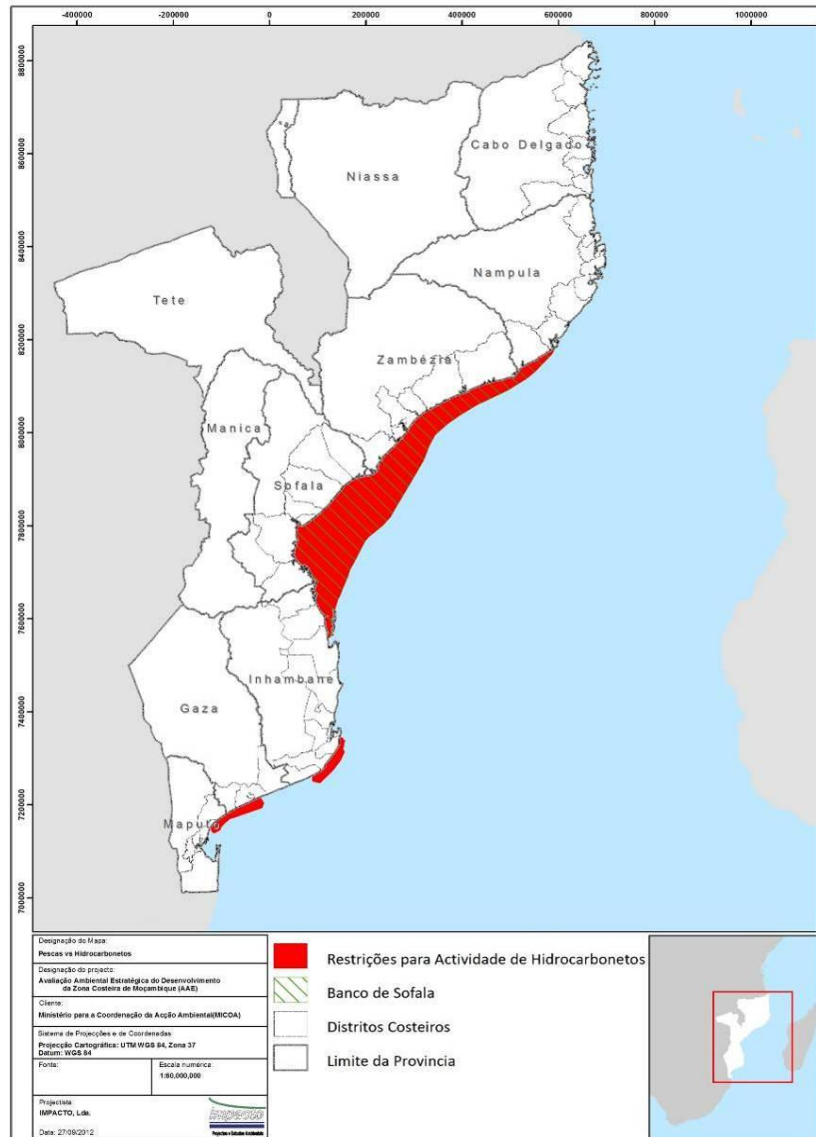 -400000 -200000 0 200000 400000 600000 800000 1000000
8800000
8600000
8400000
8200000
8000000
7800000
7600000
7400000
7200000
7000000
Cabo Delgado
Niassa
Nampula
Tete
Zambézia
Manica
Sofala
Inhambane
Gaza
Maputo
Designação do Mapa:
Pescas vs Hidrocarbonetos
Designação do projecto:
Avaliação Ambiental Estratégica do Desenvolvimento
da Zona Costeira de Moçambique (AAE)
Cliente:
Ministério para a Coordenação da Acção Ambiental(MICOA)
Sistema de Projecções e de Coordenadas
Projecção Cartográfica: UTM WGS 84, Zona 37
Datum: WGS 84
Fonte:
Escala numérica:
1:60,000,000
Projectista:
IMPACTO, Lda.
Data: 27/09/2012
impacto
Projectos e Estudos Ambientais
Restrições para Actividade de Hidrocarbonetos
Banco de Sofala
Distritos Costeiros
Limite da Provincia